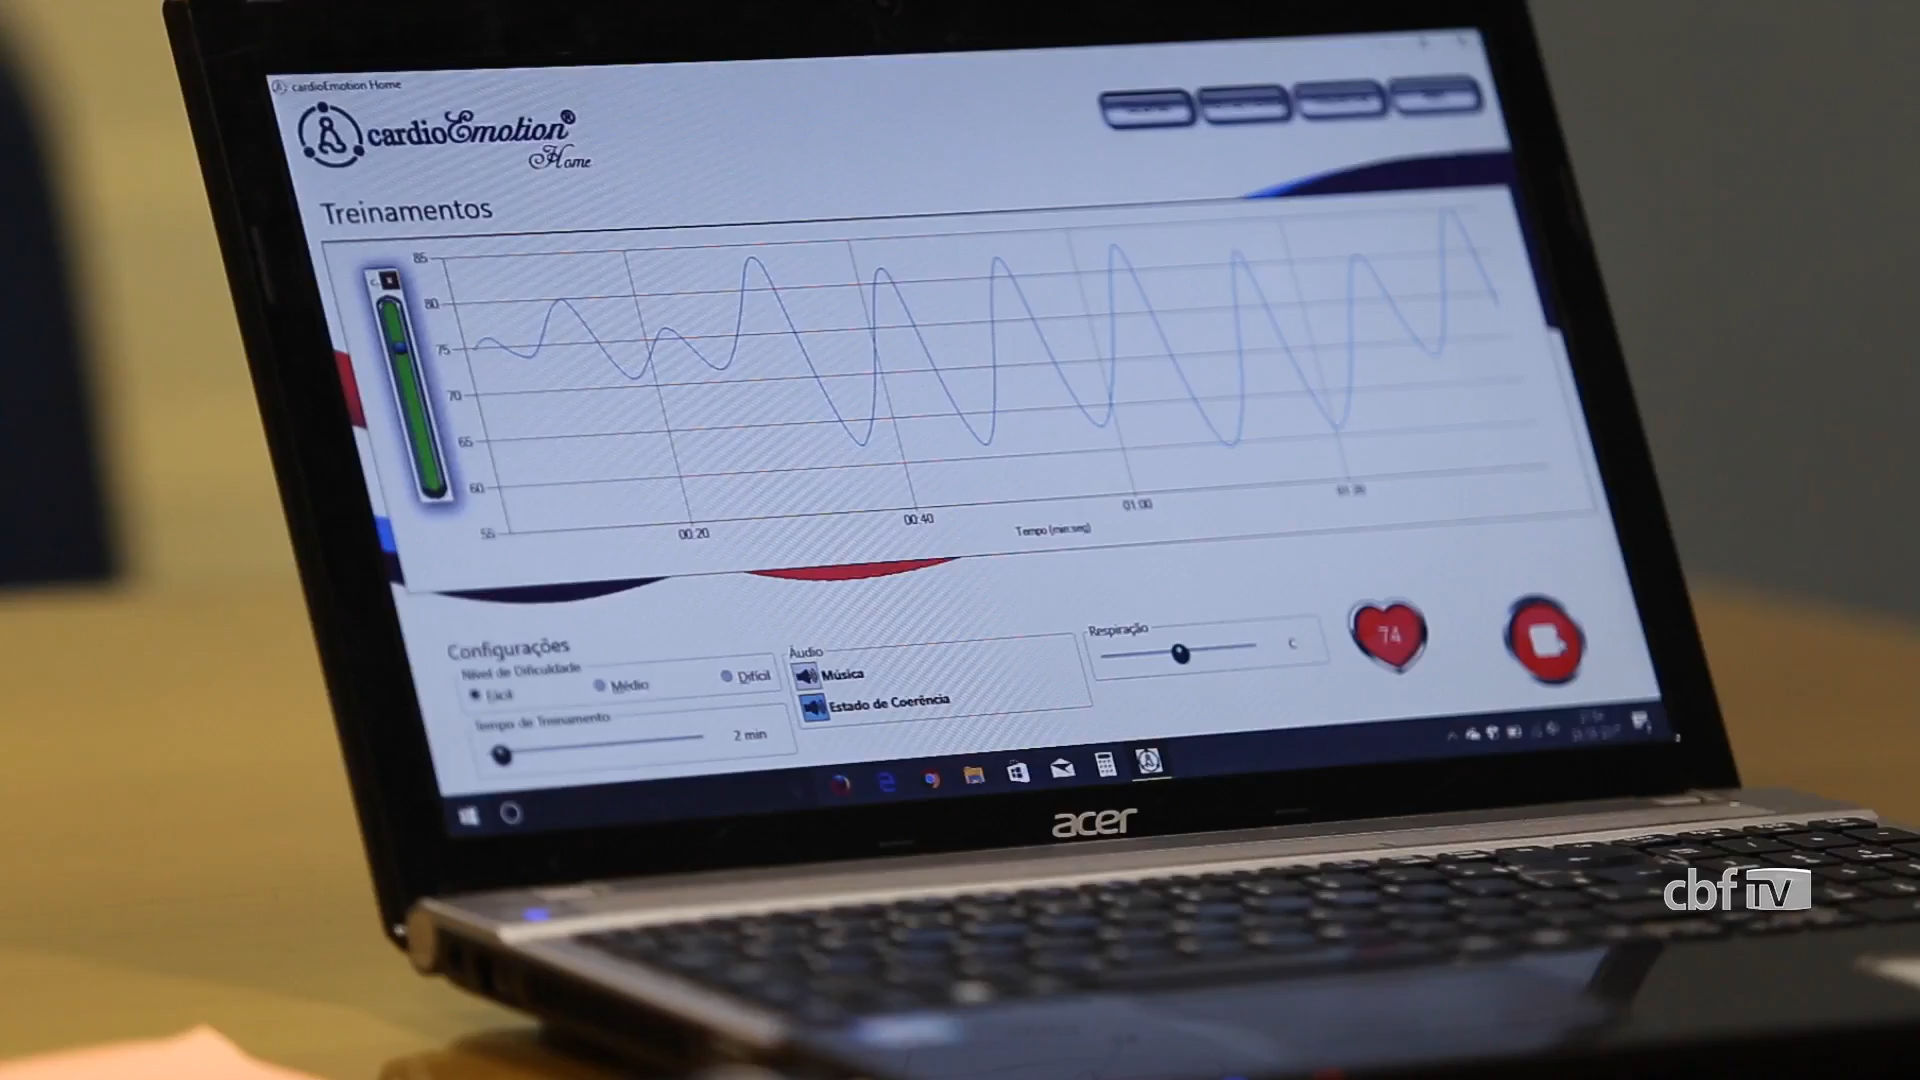 cardioEmotion Home
cardioEmotion®
Home
Treinamentos
85
80
75
70
65
60
55
00:20
00:40
01:00
Tempo (min:seg)
Configurações
Nível de Dificuldade
Fácil
Médio
Difícil
Tempo de Treinamento
2 min
Áudio
Música
Estado de Coerência
Respiração
C
74
acer
cbf TV